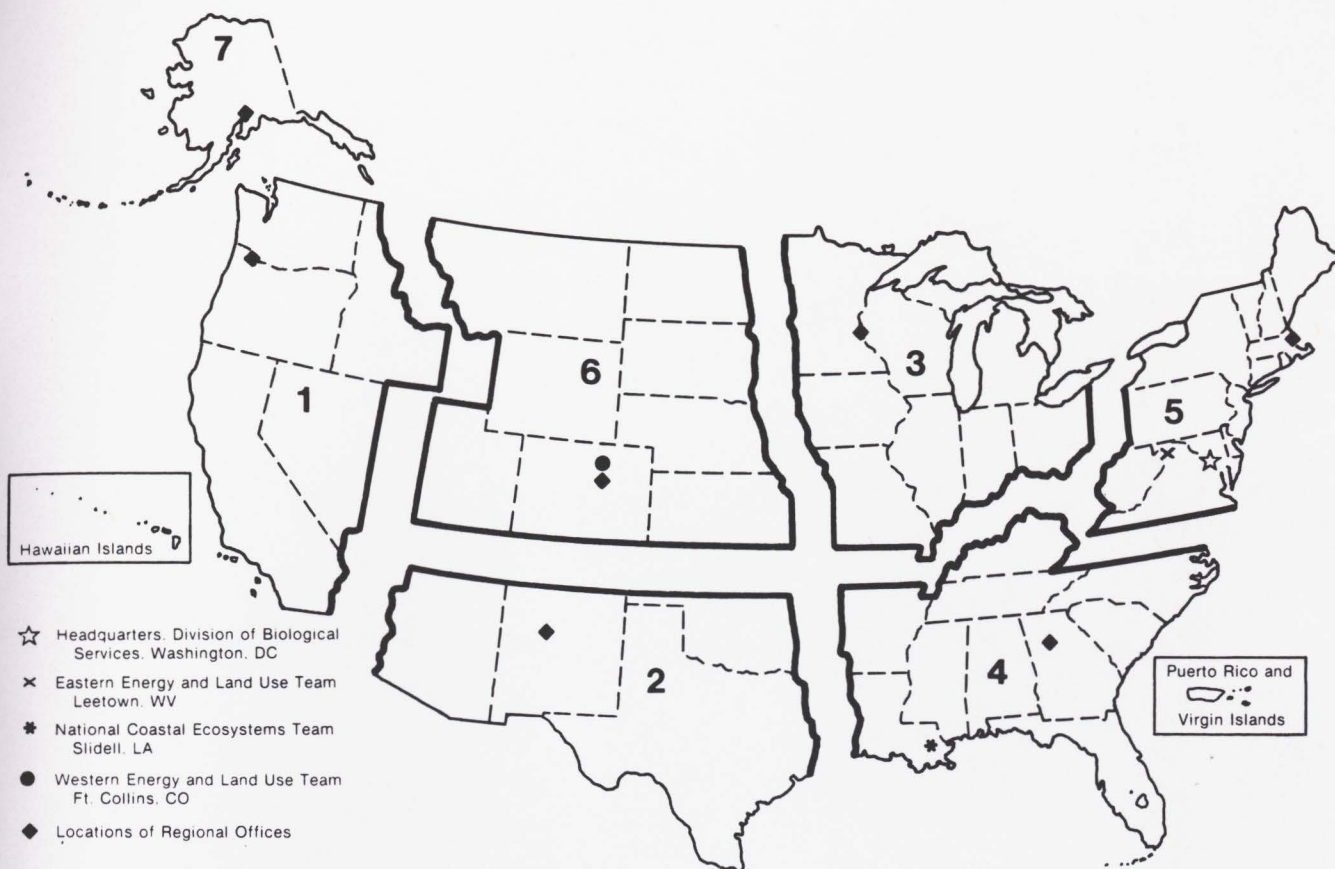 7
1
6
3
5
2
4
Hawaiian Islands
Puerto Rico and
Virgin Islands
Headquarters. Division of Biological
Services. Washington. DC
Eastern Energy and Land Use Team
Leetown. WV
National Coastal Ecosystems Team
Slidell. LA
Western Energy and Land Use Team
Ft. Collins. CO
Locations of Regional Offices